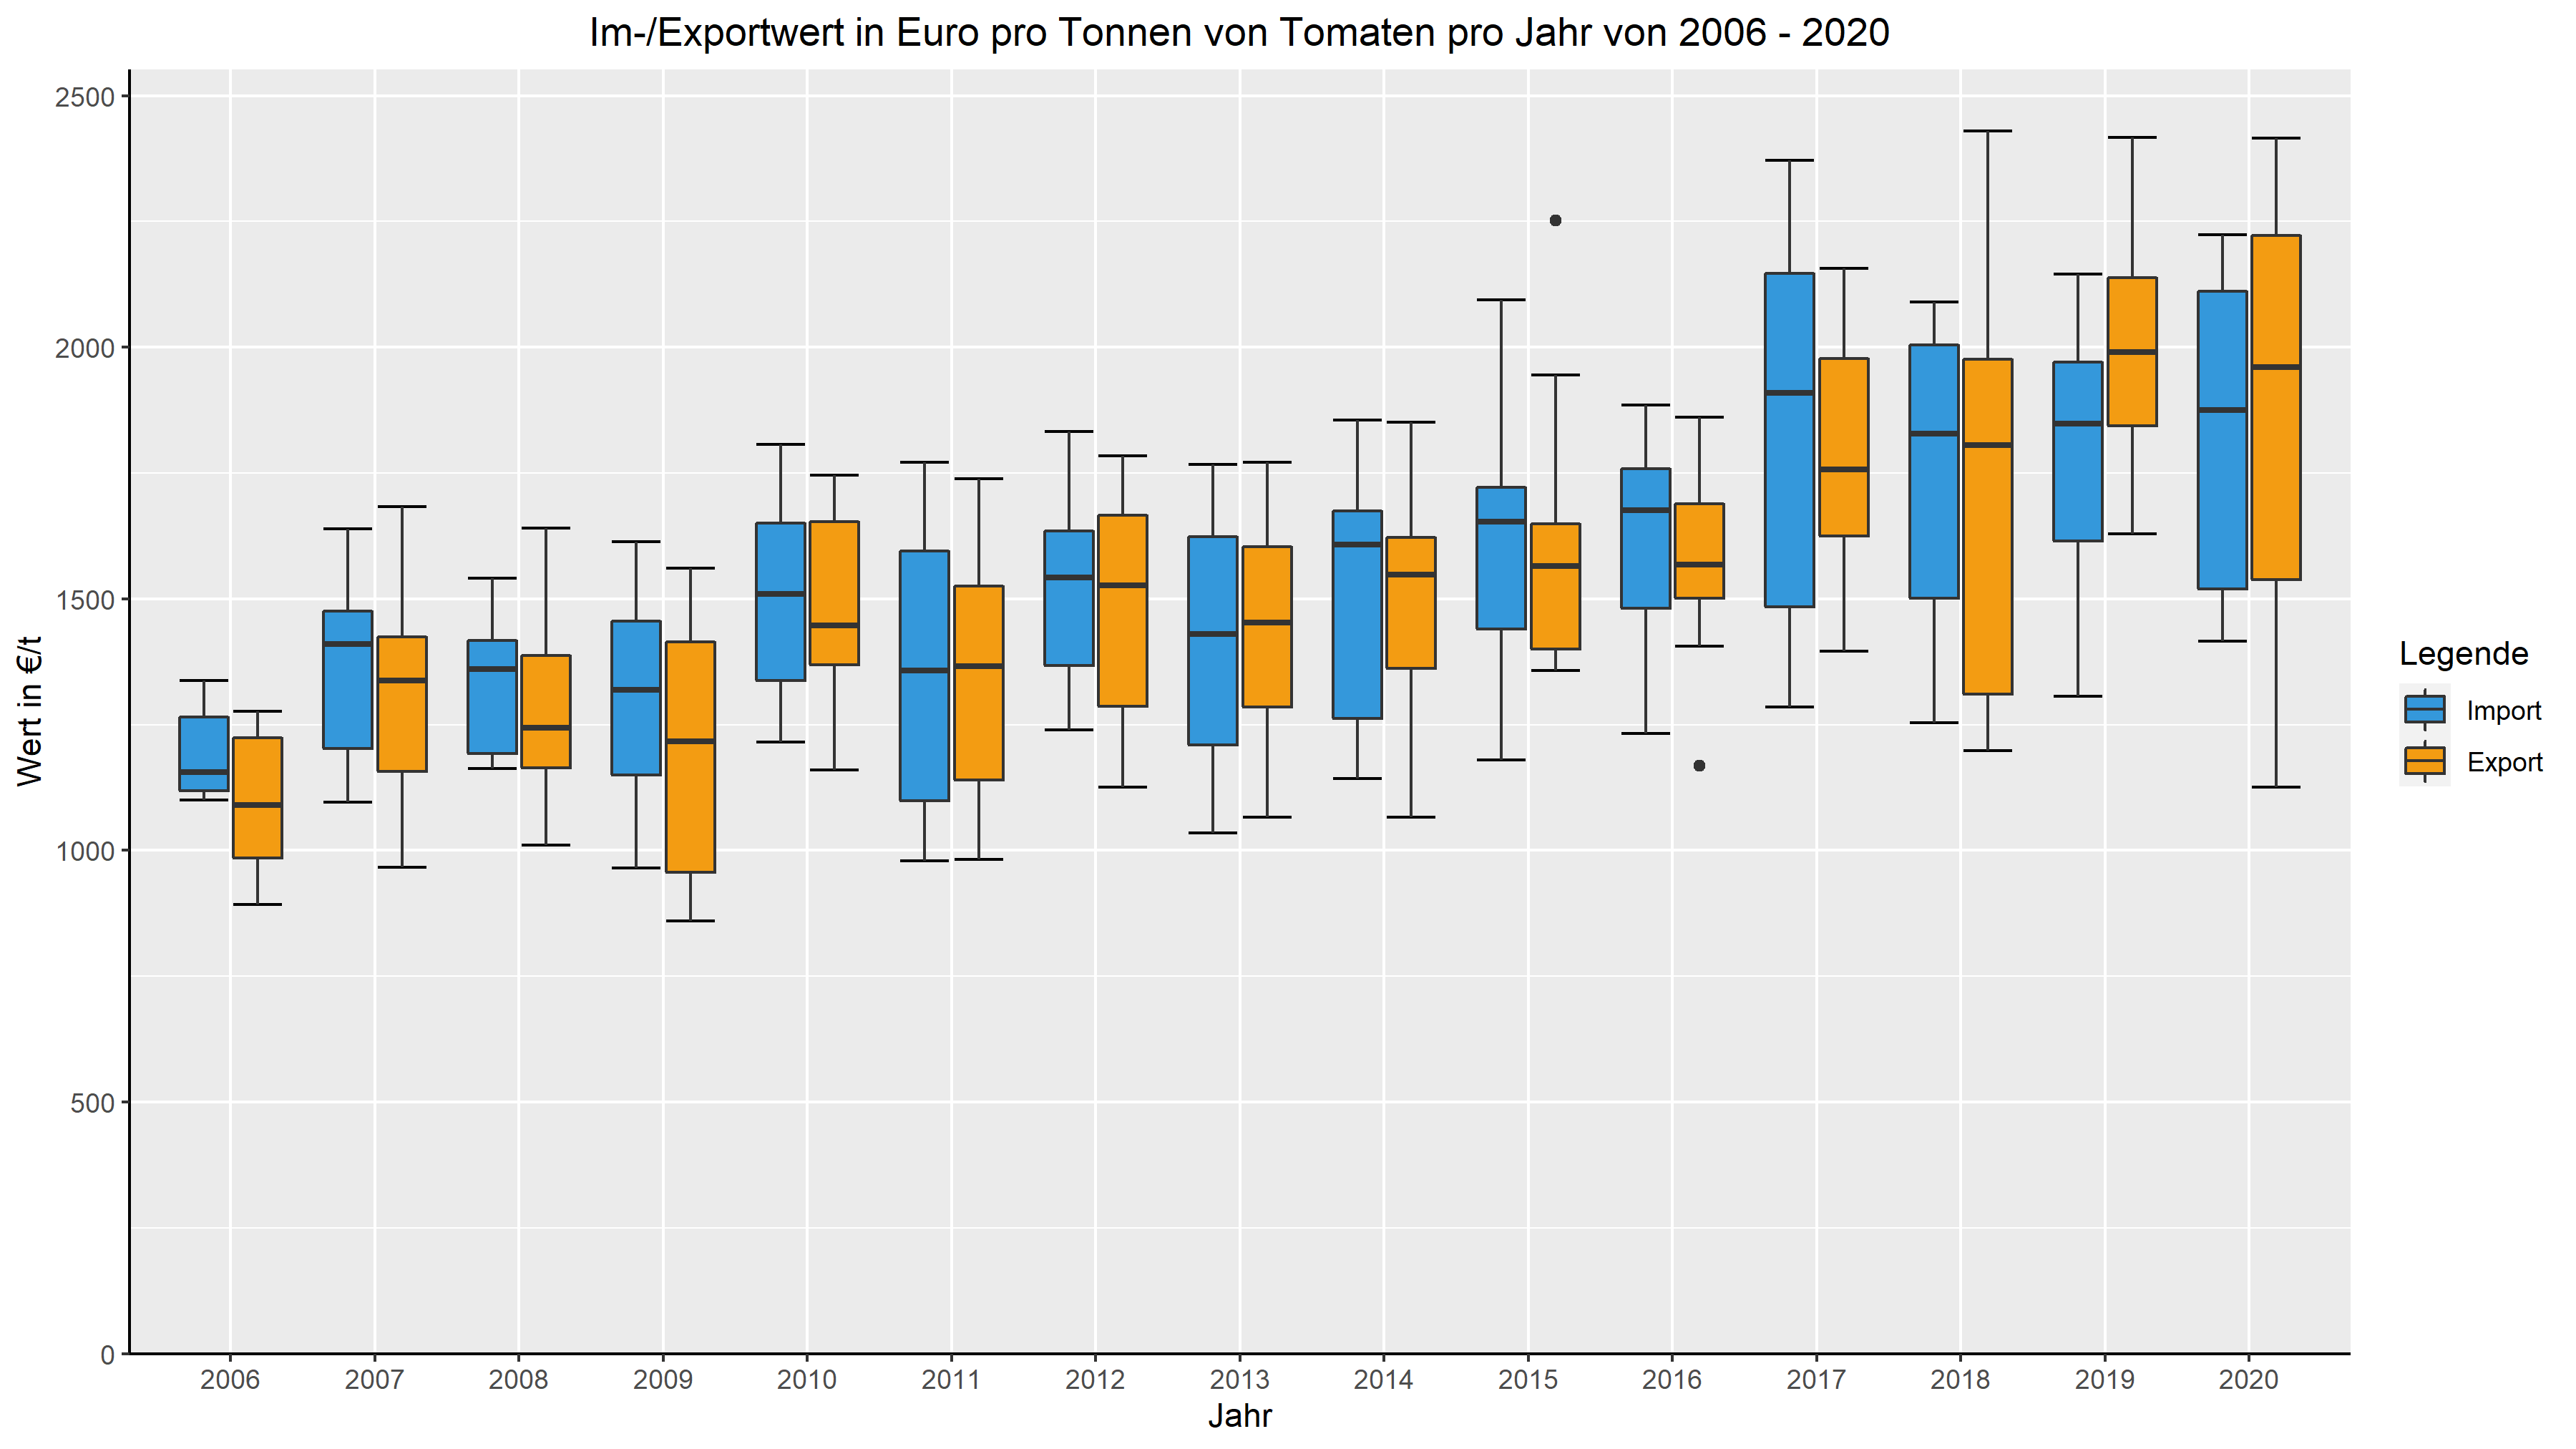 Im-/Exportwert in Euro pro Tonnen von Tomaten pro Jahr von 2006 - 2020
Wert in €/t
2500
2000
1500
1000
500
0
2006 2007 2008 2009 2010 2011 2012 2013 2014 2015 2016 2017 2018 2019 2020
Jahr
Legende
Import
Export